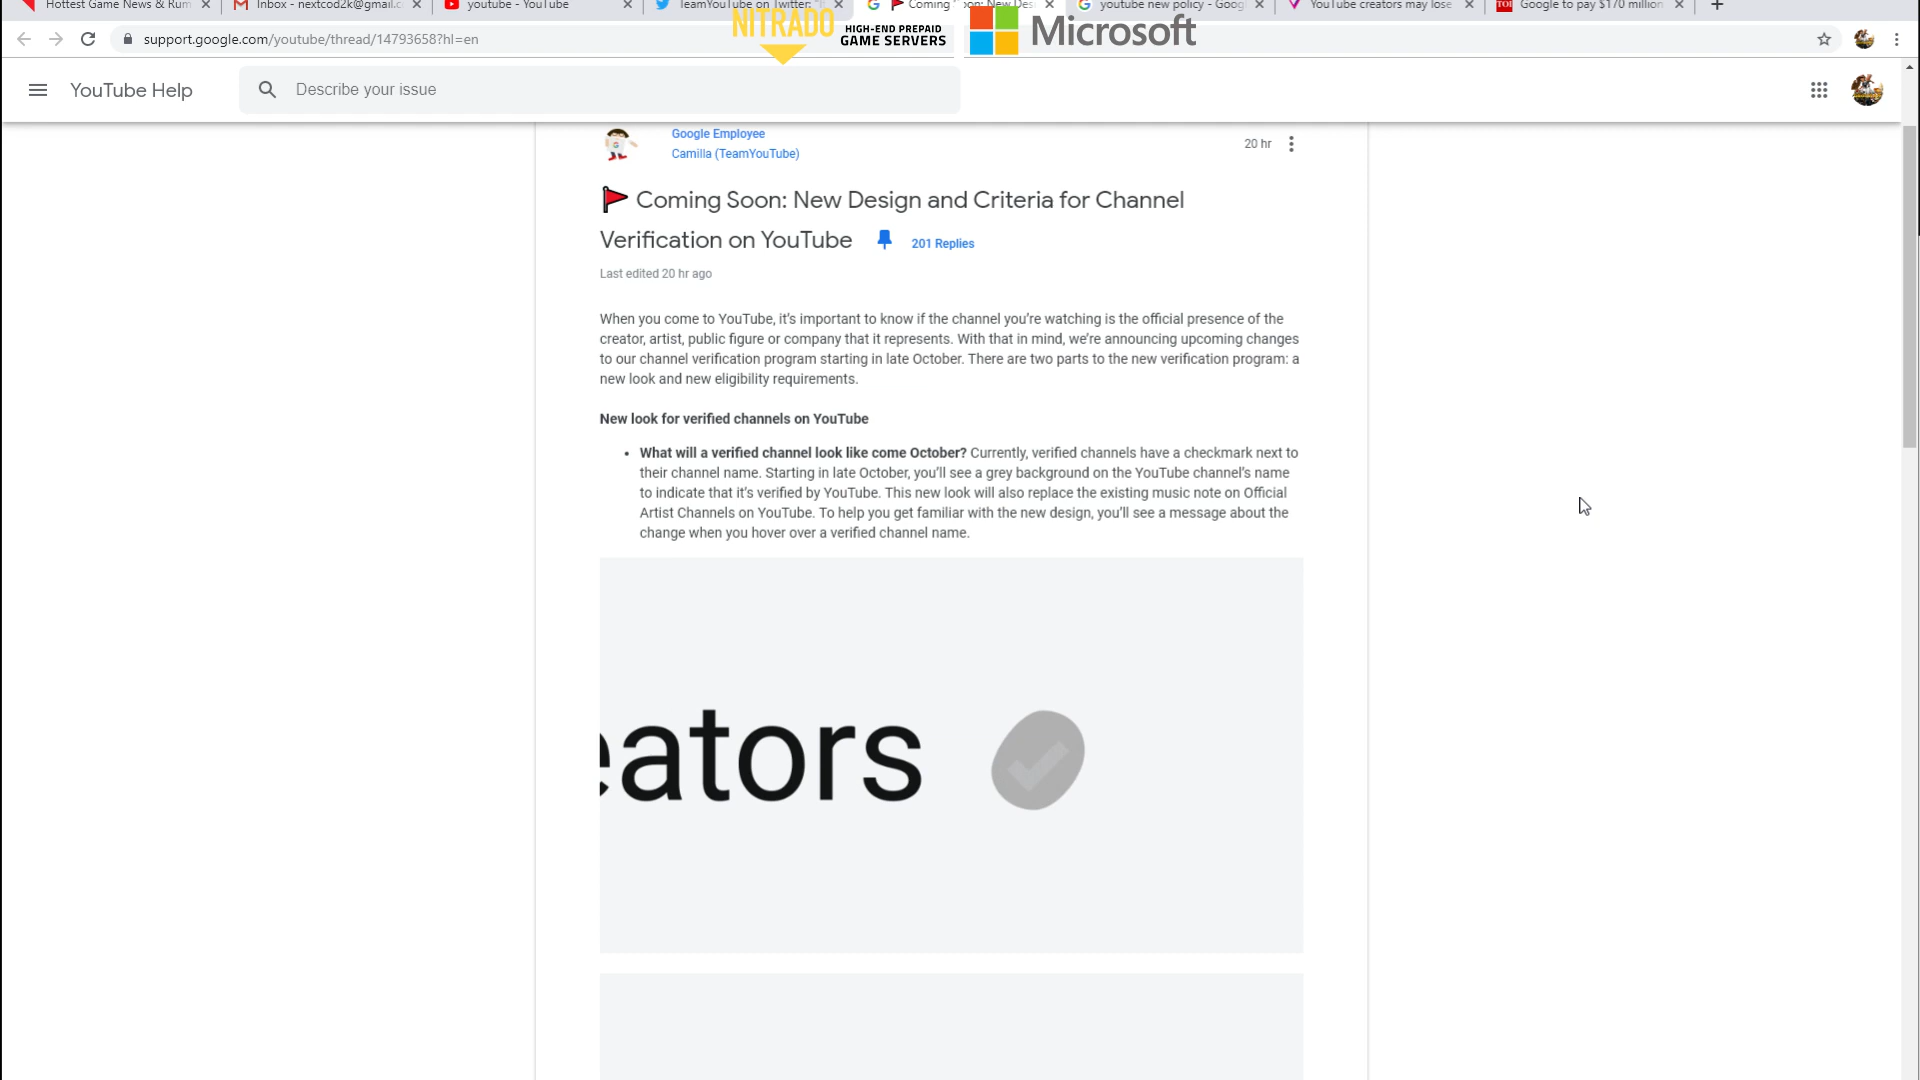 Hottest Game News & Rum
Inbox - nextcod2k@gmail.c
youtube - YouTube
TeamYouTube on Twitter:
Coming
oon: New Des
youtube new policy - Goog
YouTube creators may lose
TOI
Google to pay $170 million
NITRADO
HIGH-END PREPAID
GAME SERVERS
Microsoft
support.google.com/youtube/thread/14793658?hl=en
YouTube Help
Describe your issue
Google Employee
Camilla (TeamYouTube)
20 hr
Coming Soon: New Design and Criteria for Channel
Verification on YouTube
201 Replies
Last edited 20 hr ago
When you come to YouTube, it's important to know if the channel you're watching is the official presence of the
creator, artist, public figure or company that it represents. With that in mind, we're announcing upcoming changes
to our channel verification program starting in late October. There are two parts to the new verification program: a
new look and new eligibility requirements.
New look for verified channels on YouTube
• What will a verified channel look like come October? Currently, verified channels have a checkmark next to
their channel name. Starting in late October, you'll see a grey background on the YouTube channel's name
to indicate that it's verified by YouTube. This new look will also replace the existing music note on Official
Artist Channels on YouTube. To help you get familiar with the new design, you'll see a message about the
change when you hover over a verified channel name.
eators